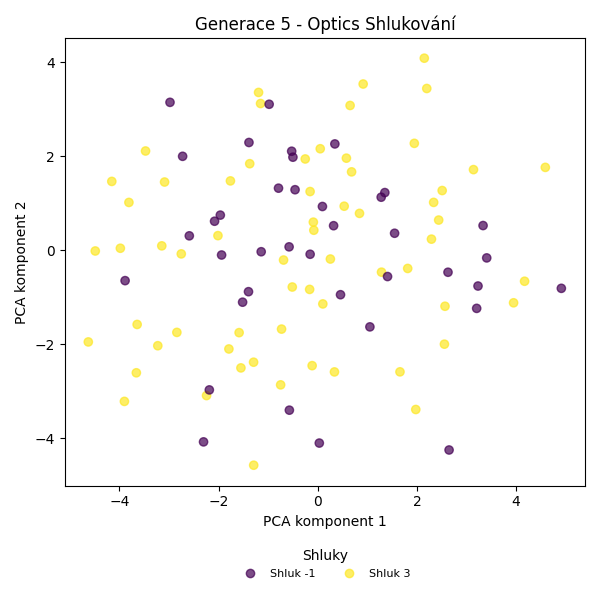 Generace 5 - Optics Shlukování
4
2
0
−2
−4
PCA komponent 2
−4 −2 0 2 4
PCA komponent 1
Shluky
Shluk -1 Shluk 3